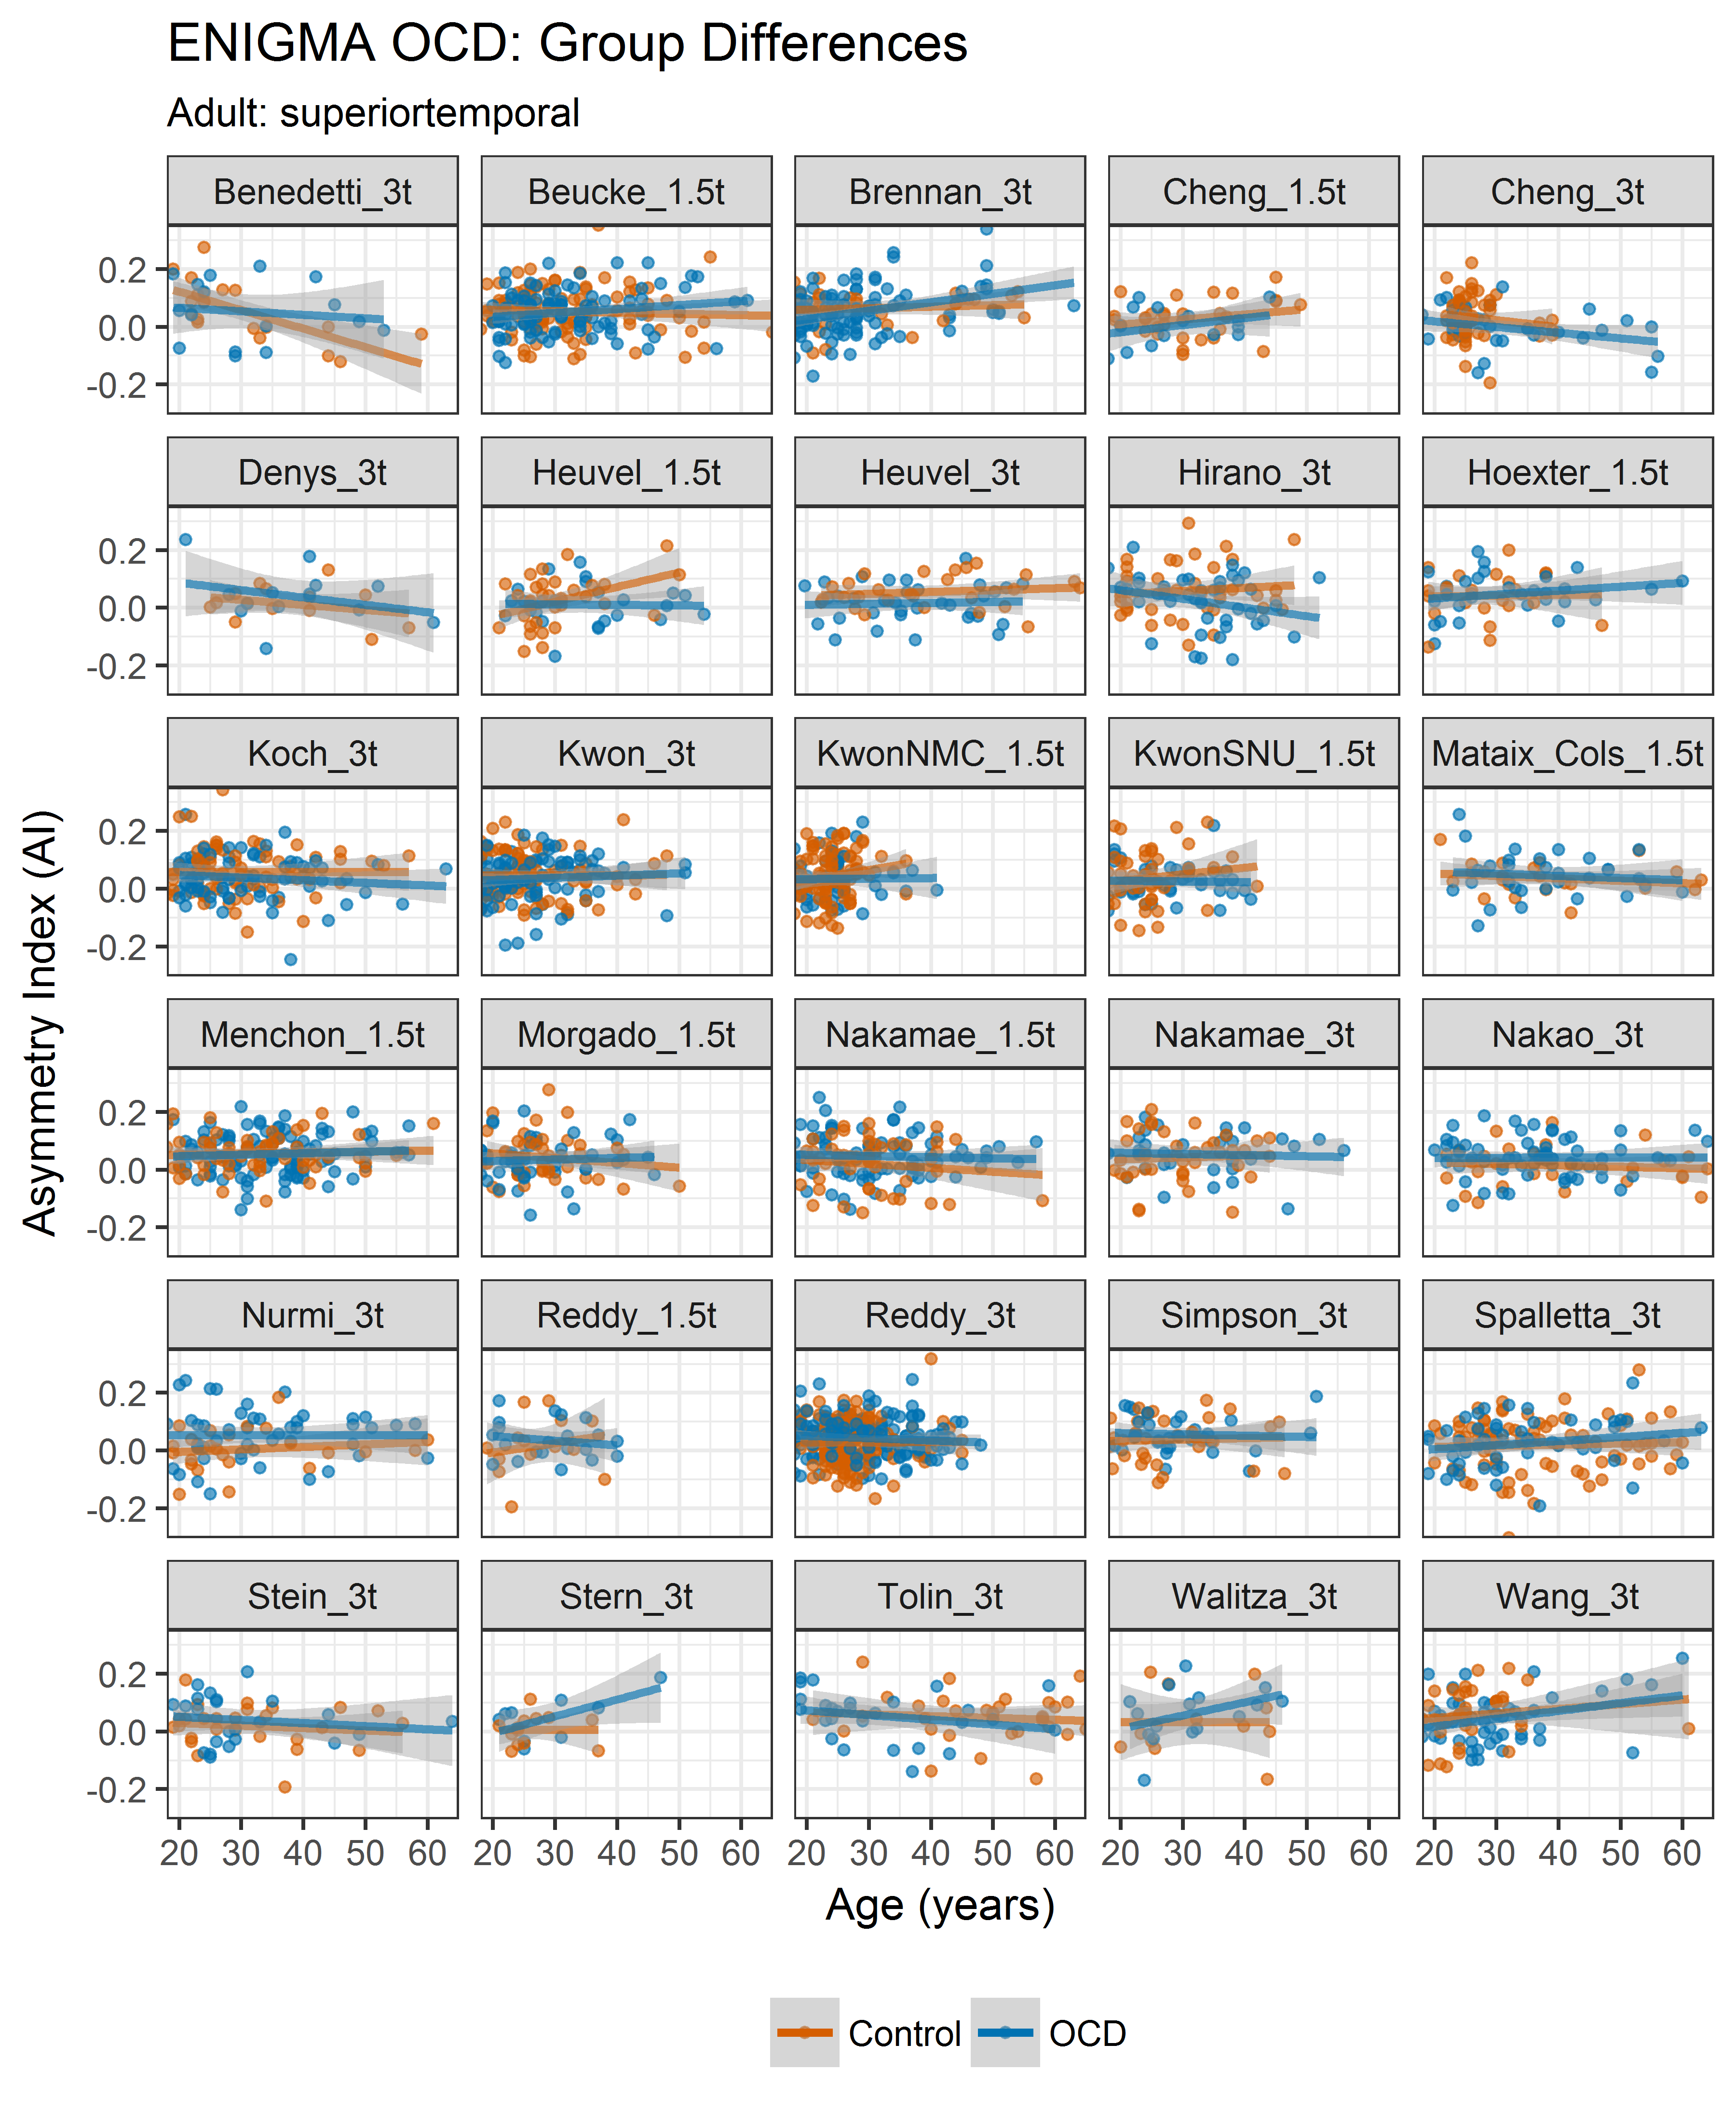 ENIGMA OCD: Group Differences
Adult: superiortemporal
Benedetti_3t Beucke_1.5t Brennan_3t Cheng_1.5t Cheng_3t
0.2
0.0
-0.2
Denys_3t Heuvel_1.5t Heuvel_3t Hirano_3t Hoexter_1.5t
0.2
0.0
-0.2
Koch_3t Kwon_3t KwonNMC_1.5t KwonSNU_1.5t Mataix_Cols_1.5t
0.2
0.0
-0.2
Asymmetry Index (AI)
Menchon_1.5t Morgado_1.5t Nakamae_1.5t Nakamae_3t Nakao_3t
0.2
0.0
-0.2
Nurmi_3t Reddy_1.5t Reddy_3t Simpson_3t Spalletta_3t
0.2
0.0
-0.2
Stein_3t Stern_3t Tolin_3t Walitza_3t Wang_3t
0.2
0.0
-0.2
20 30 40 50 60 20 30 40 50 60 20 30 40 50 60 20 30 40 50 60 20 30 40 50 60
Age (years)
Control OCD